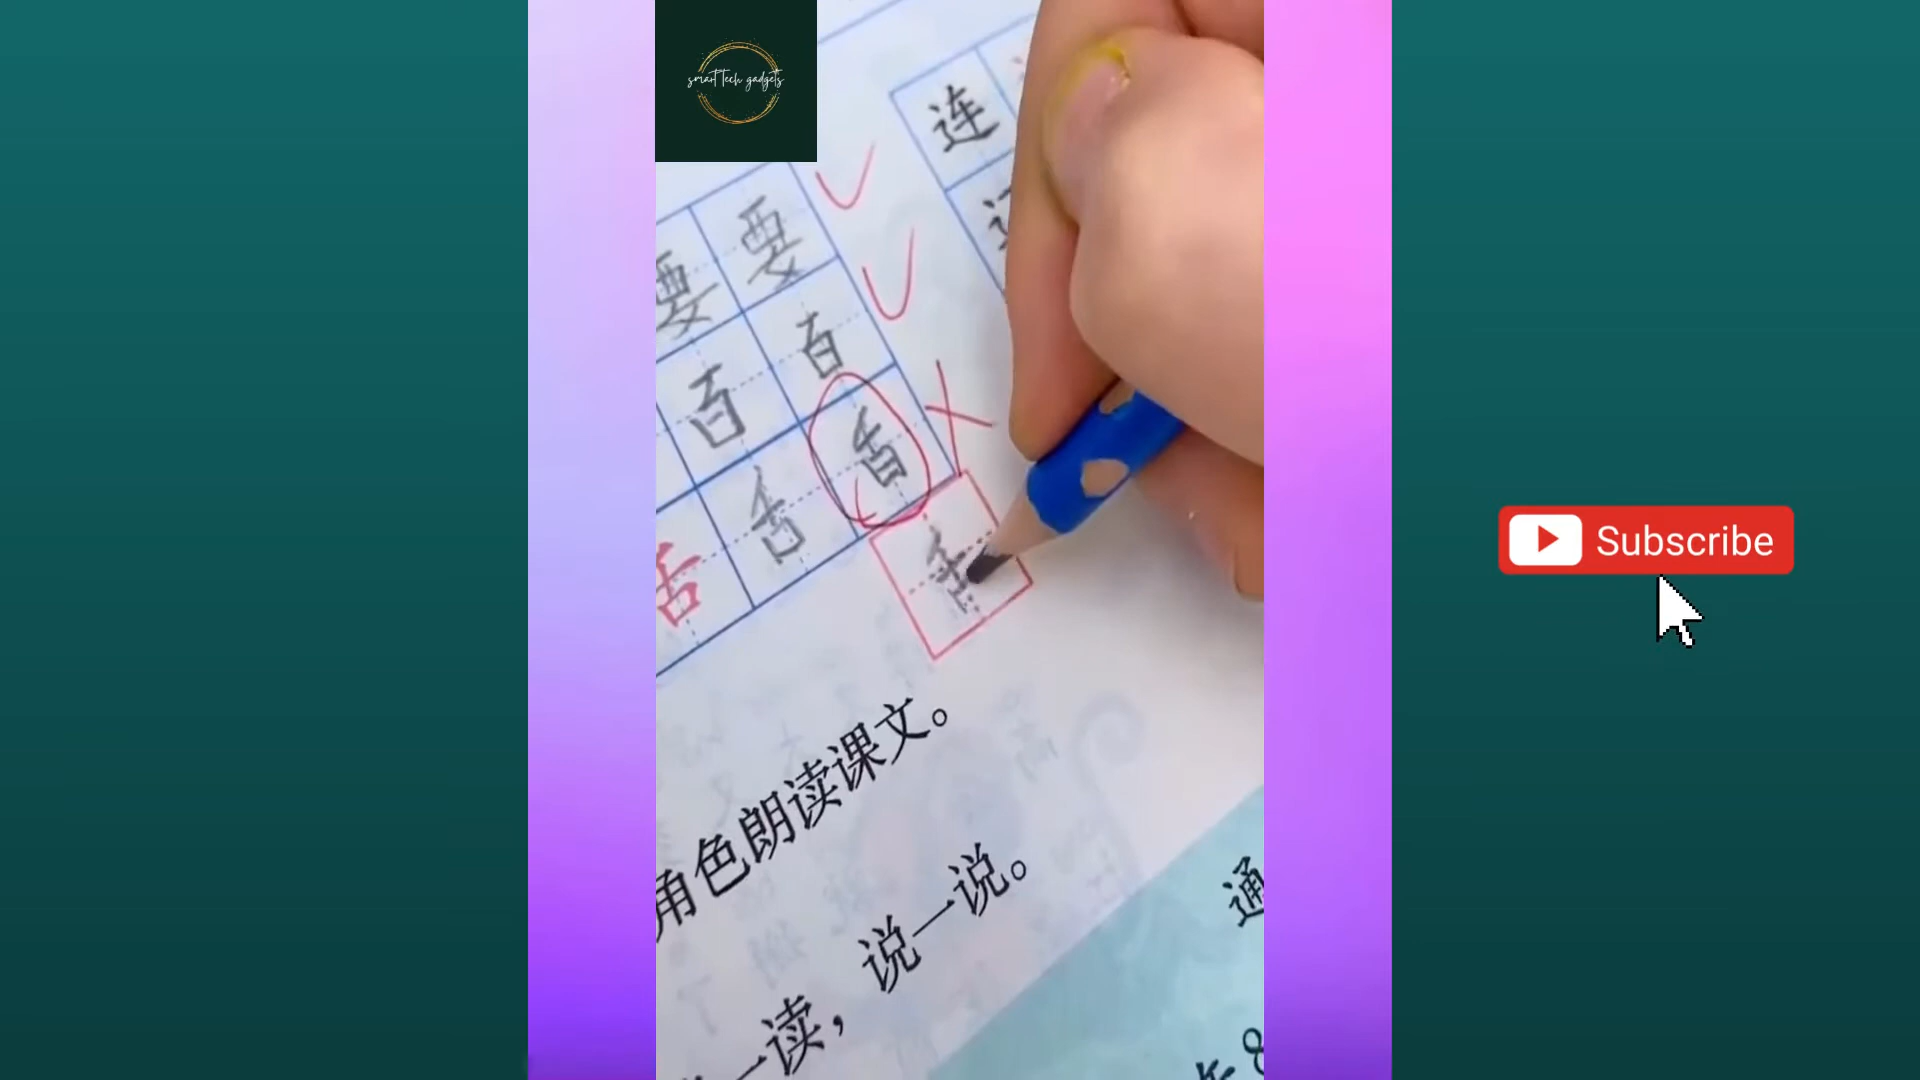 smart tech gadgets
连
要 要
百 百
舌 舌
角色朗读课文。
说一说。
一读，
通
Subscribe